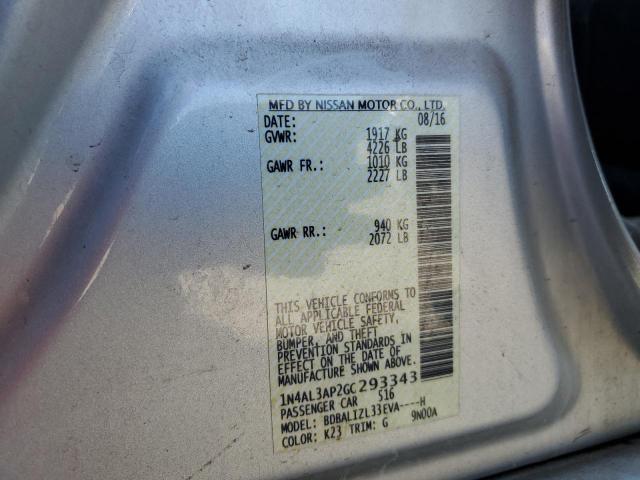 MFD BY NISSAN MOTOR CO., LTD.
DATE: 08/16
GVWR: 1917 KG
4226 LB
GAWR FR.: 1010 KG
2227 LB
GAWR RR.: 940 KG
2072 LB
THIS VEHICLE CONFORMS TO
ALL APPLICABLE FEDERAL
MOTOR VEHICLE SAFETY,
BUMPER, AND THEFT
PREVENTION STANDARDS IN
EFFECT ON THE DATE OF
MANUFACTURE
1N4AL3AP2GC293343
PASSENGER CAR 516
MODEL: BDBALIZL33EVA----H
COLOR: K23 TRIM: G 9N00A